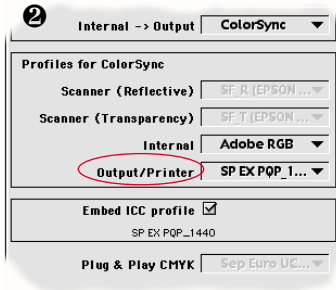 2
Internal -> Output ColorSync
Profiles for ColorSync
Scanner (Reflective) SF_R (EPSON ...
Scanner (Transparency) SF_T (EPSON ...
Internal Adobe RGB
Output/Printer SP EX PQP_1...
Embed ICC profile
SP EX PQP_1440
Plug & Play CMYK Sep Euro UC...